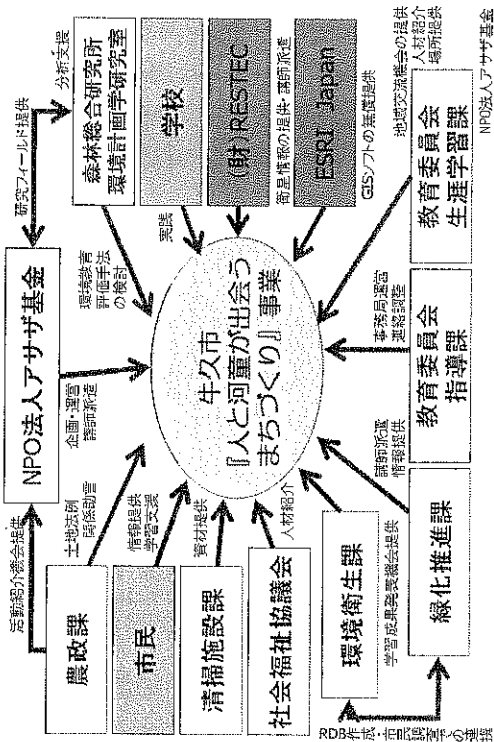 活動紹介機会提供
研究フィールド提供
NPO法人アサザ基金
分析支援
農政課
土地法例
関係助言
企画・運営
講師派遣
環境教育
評価手法
の検討
森林総合研究所
環境計画学研究室
市民
情報提供
学習支援
実践
学校
清掃施設課
資材提供
牛久市
『人と河童が出会う
まちづくり』事業
(財)RESTEC
衛星情報の提供・講師派遣
社会福祉協議会
人材紹介
ESRI Japan
GISソフトの無償提供
環境衛生課
学習成果発表機会提供
講師派遣
情報提供
事務局運営
連絡調整
地域交流機会の提供
人材紹介
場所提供
緑化推進課
教育委員会
指導課
教育委員会
生涯学習課
RDB作成・市民調査への連携
NPO法人アサザ基金